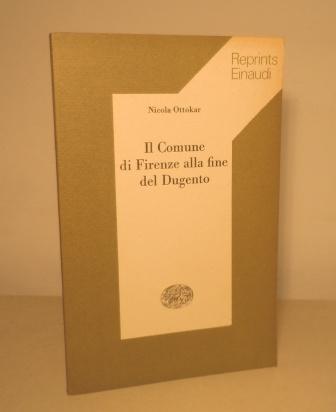 Reprints
Einaudi
Nicola Ottokar
Il Comune
di Firenze alla fine
del Dugento